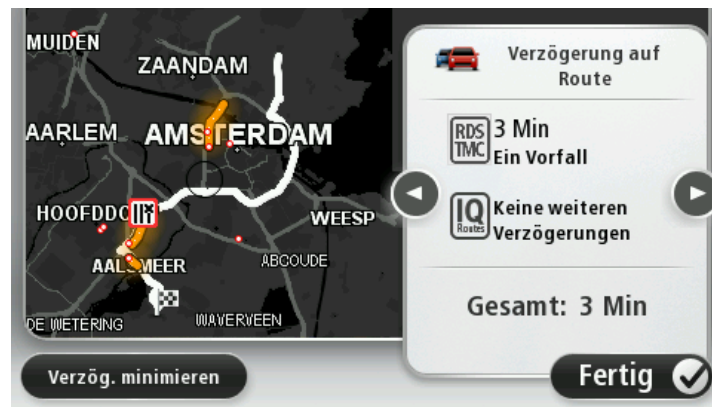 MUIDEN
ZAANDAM
AARLEM
AMSTERDAM
HOOFDDO
WEESP
AALSMEER
ABCOUDE
DE WETERING
WAVERVEEN
Verzögerung auf
Route
RDS
TMC
3 Min
Ein Vorfall
IQ
Routes
Keine weiteren
Verzögerungen
Gesamt: 3 Min
Verzög. minimieren
Fertig